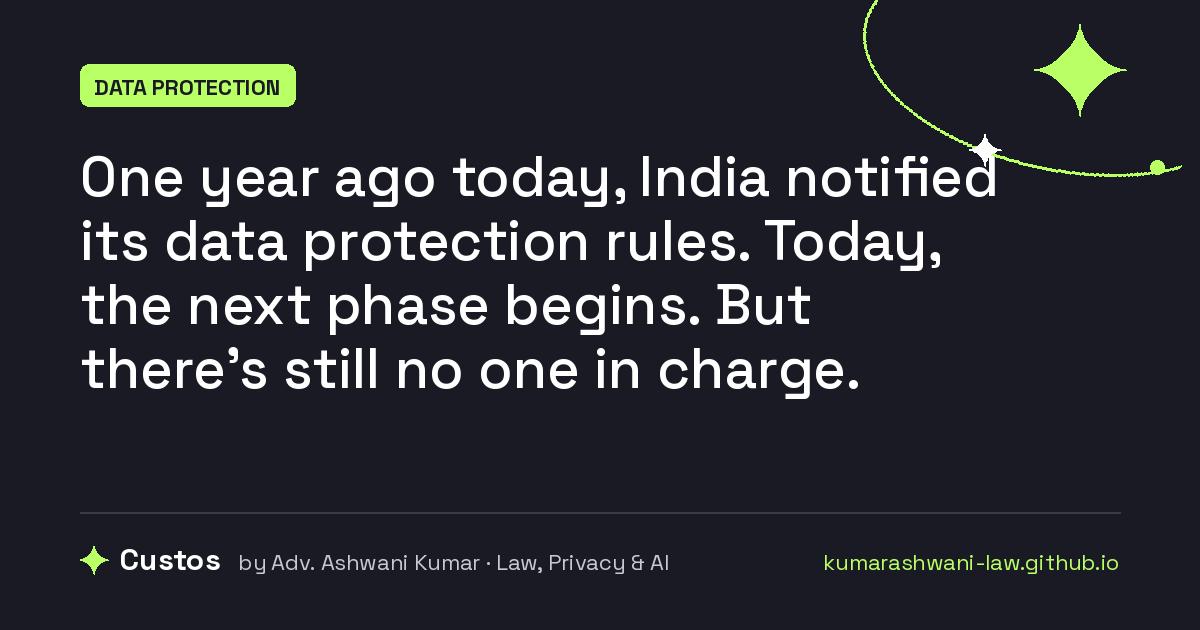 DATA PROTECTION
One year ago today, India notified
its data protection rules. Today,
the next phase begins. But
there’s still no one in charge.
Custos by Adv. Ashwani Kumar · Law, Privacy & AI
kumarashwani-law.github.io